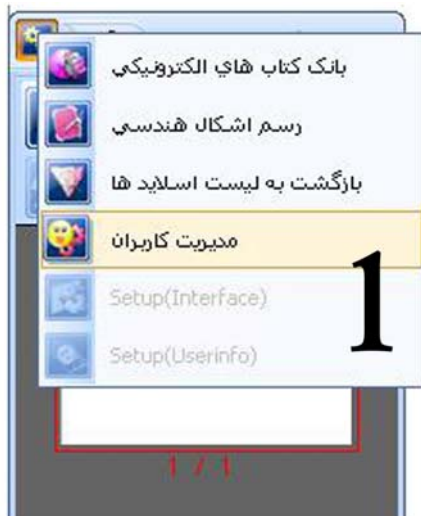 بانک کتاب هاي الکترونيکي
رسم اشکال هندسي
بازگشت به ليست اسلايد ها
مديريت کاربران
Setup(Interface)
Setup(Userinfo)
1
1 / 1